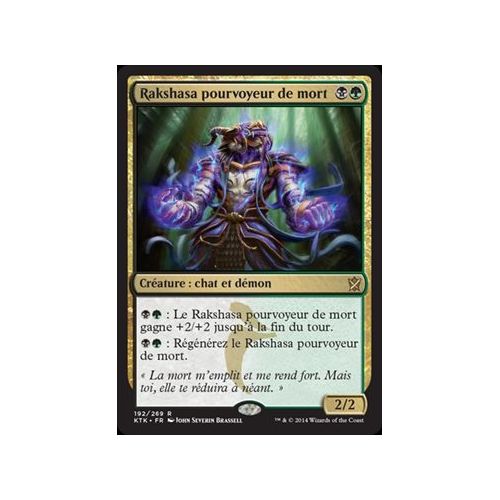 Rakshasa pourvoyeur de mort
Créature : chat et démon
: Le Rakshasa pourvoyeur de mort
gagne +2/+2 jusqu'à la fin du tour.
: Régénérez le Rakshasa pourvoyeur
de mort.
« La mort m'emplit et me rend fort. Mais
toi, elle te réduira à néant. »
2/2
192/269 R
KTK • FR John Severin Brassell
™ & © 2014 Wizards of the Coast